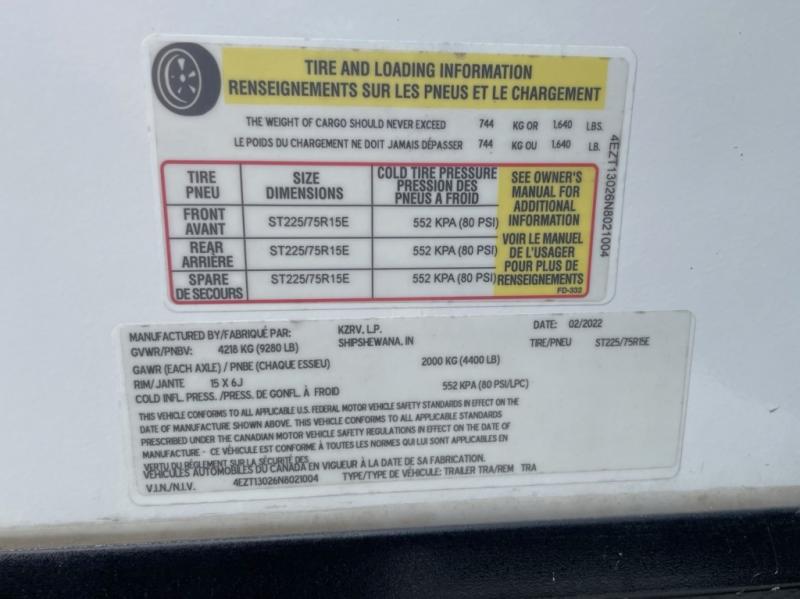 TIRE AND LOADING INFORMATION
RENSEIGNEMENTS SUR LES PNEUS ET LE CHARGEMENT
THE WEIGHT OF CARGO SHOULD NEVER EXCEED 744 KG OR 1,640 LBS.
LE POIDS DU CHARGEMENT NE DOIT JAMAIS DÉPASSER 744 KG OU 1,640 LB.
4EZT13026N8021004
TIRE PNEU SIZE DIMENSIONS COLD TIRE PRESSURE PRESSION DES PNEUS A FROID
FRONT AVANT ST225/75R15E 552 KPA (80 PSI)
REAR ARRIÈRE ST225/75R15E 552 KPA (80 PSI)
SPARE DE SECOURS ST225/75R15E 552 KPA (80 PSI)
SEE OWNER'S
MANUAL FOR
ADDITIONAL
INFORMATION
VOIR LE MANUEL
DE L'USAGER
POUR PLUS DE
RENSEIGNEMENTS
FD-332
MANUFACTURED BY/FABRIQUÉ PAR: KZRV, L.P. DATE: 02/2022
GVWR/PNBV: 4218 KG (9280 LB) SHIPSHEWANA, IN TIRE/PNEU ST225/75R15E
GAWR (EACH AXLE) / PNBE (CHAQUE ESSIEU) 2000 KG (4400 LB)
RIM/JANTE 15 X 6J
COLD INFL. PRESS. /PRESS. DE GONFL. À FROID 552 KPA (80 PSI/LPC)
THIS VEHICLE CONFORMS TO ALL APPLICABLE U.S. FEDERAL MOTOR VEHICLE SAFETY STANDARDS IN EFFECT ON THE
DATE OF MANUFACTURE SHOWN ABOVE. THIS VEHICLE CONFORMS TO ALL APPLICABLE STANDARDS
PRESCRIBED UNDER THE CANADIAN MOTOR VEHICLE SAFETY REGULATIONS IN EFFECT ON THE DATE OF
MANUFACTURE - CE VÉHICULE EST CONFORME À TOUTES LES NORMES QUI LUI SONT APPLICABLES EN
VERTU DU RÈGLEMENT SUR LA SÉCURITÉ DES
VÉHICULES AUTOMOBILES DU CANADA EN VIGUEUR À LA DATE DE SA FABRICATION.
V.I.N./N.I.V. 4EZT13026N8021004 TYPE/TYPE DE VÉHICULE: TRAILER TRA/REM TRA